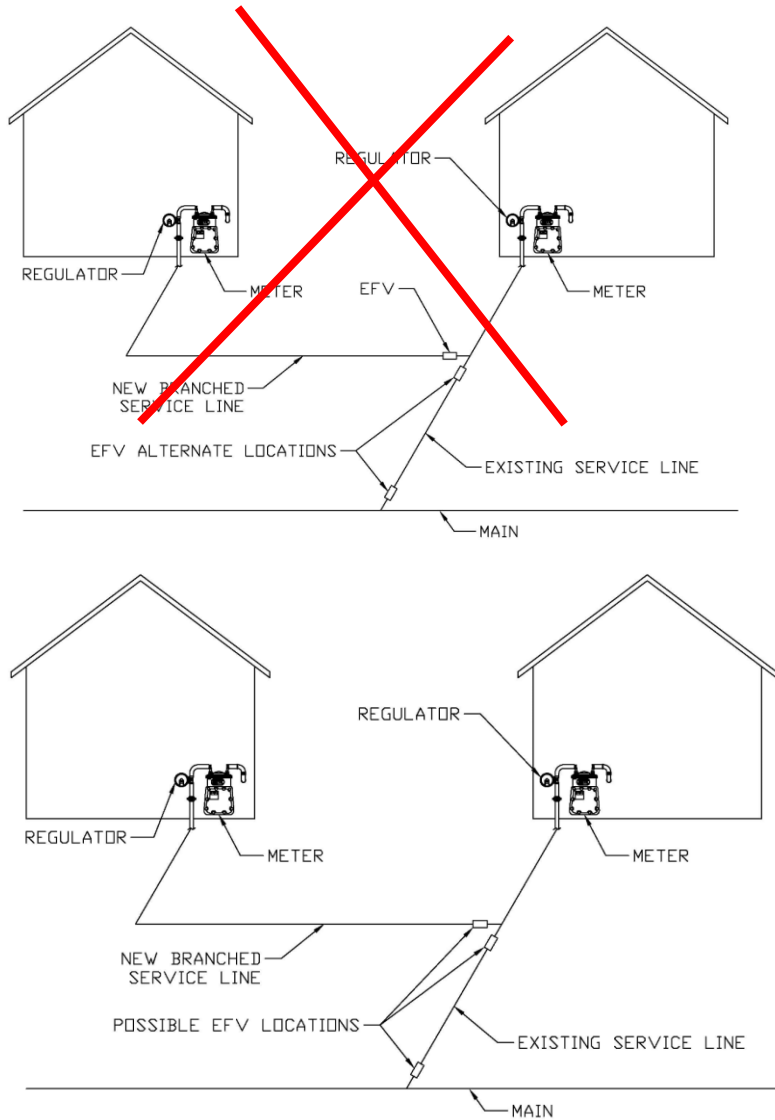 REGULATOR
REGULATOR
METER
EFV
METER
NEW BRANCHED
SERVICE LINE
EFV ALTERNATE LOCATIONS
EXISTING SERVICE LINE
MAIN
REGULATOR
REGULATOR
METER
METER
NEW BRANCHED
SERVICE LINE
POSSIBLE EFV LOCATIONS
EXISTING SERVICE LINE
MAIN